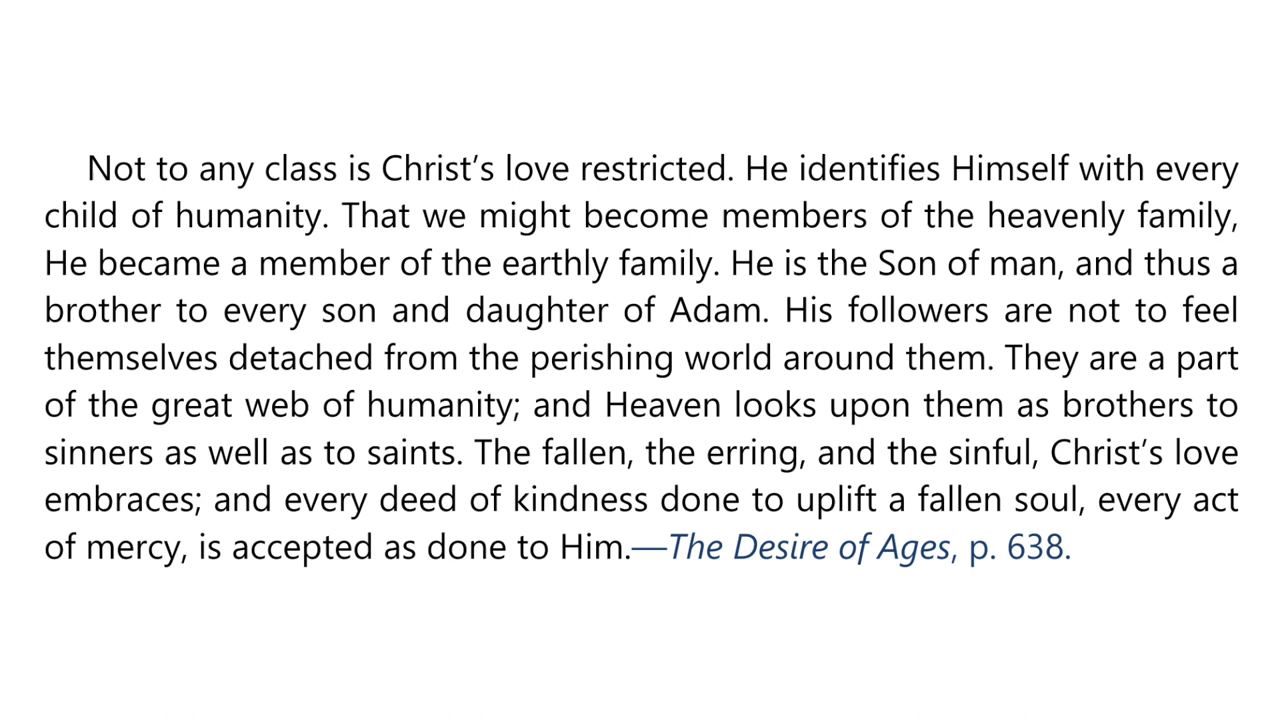 Not to any class is Christ’s love restricted. He identifies Himself with every
child of humanity. That we might become members of the heavenly family,
He became a member of the earthly family. He is the Son of man, and thus a
brother to every son and daughter of Adam. His followers are not to feel
themselves detached from the perishing world around them. They are a part
of the great web of humanity; and Heaven looks upon them as brothers to
sinners as well as to saints. The fallen, the erring, and the sinful, Christ’s love
embraces; and every deed of kindness done to uplift a fallen soul, every act
of mercy, is accepted as done to Him.—The Desire of Ages, p. 638.